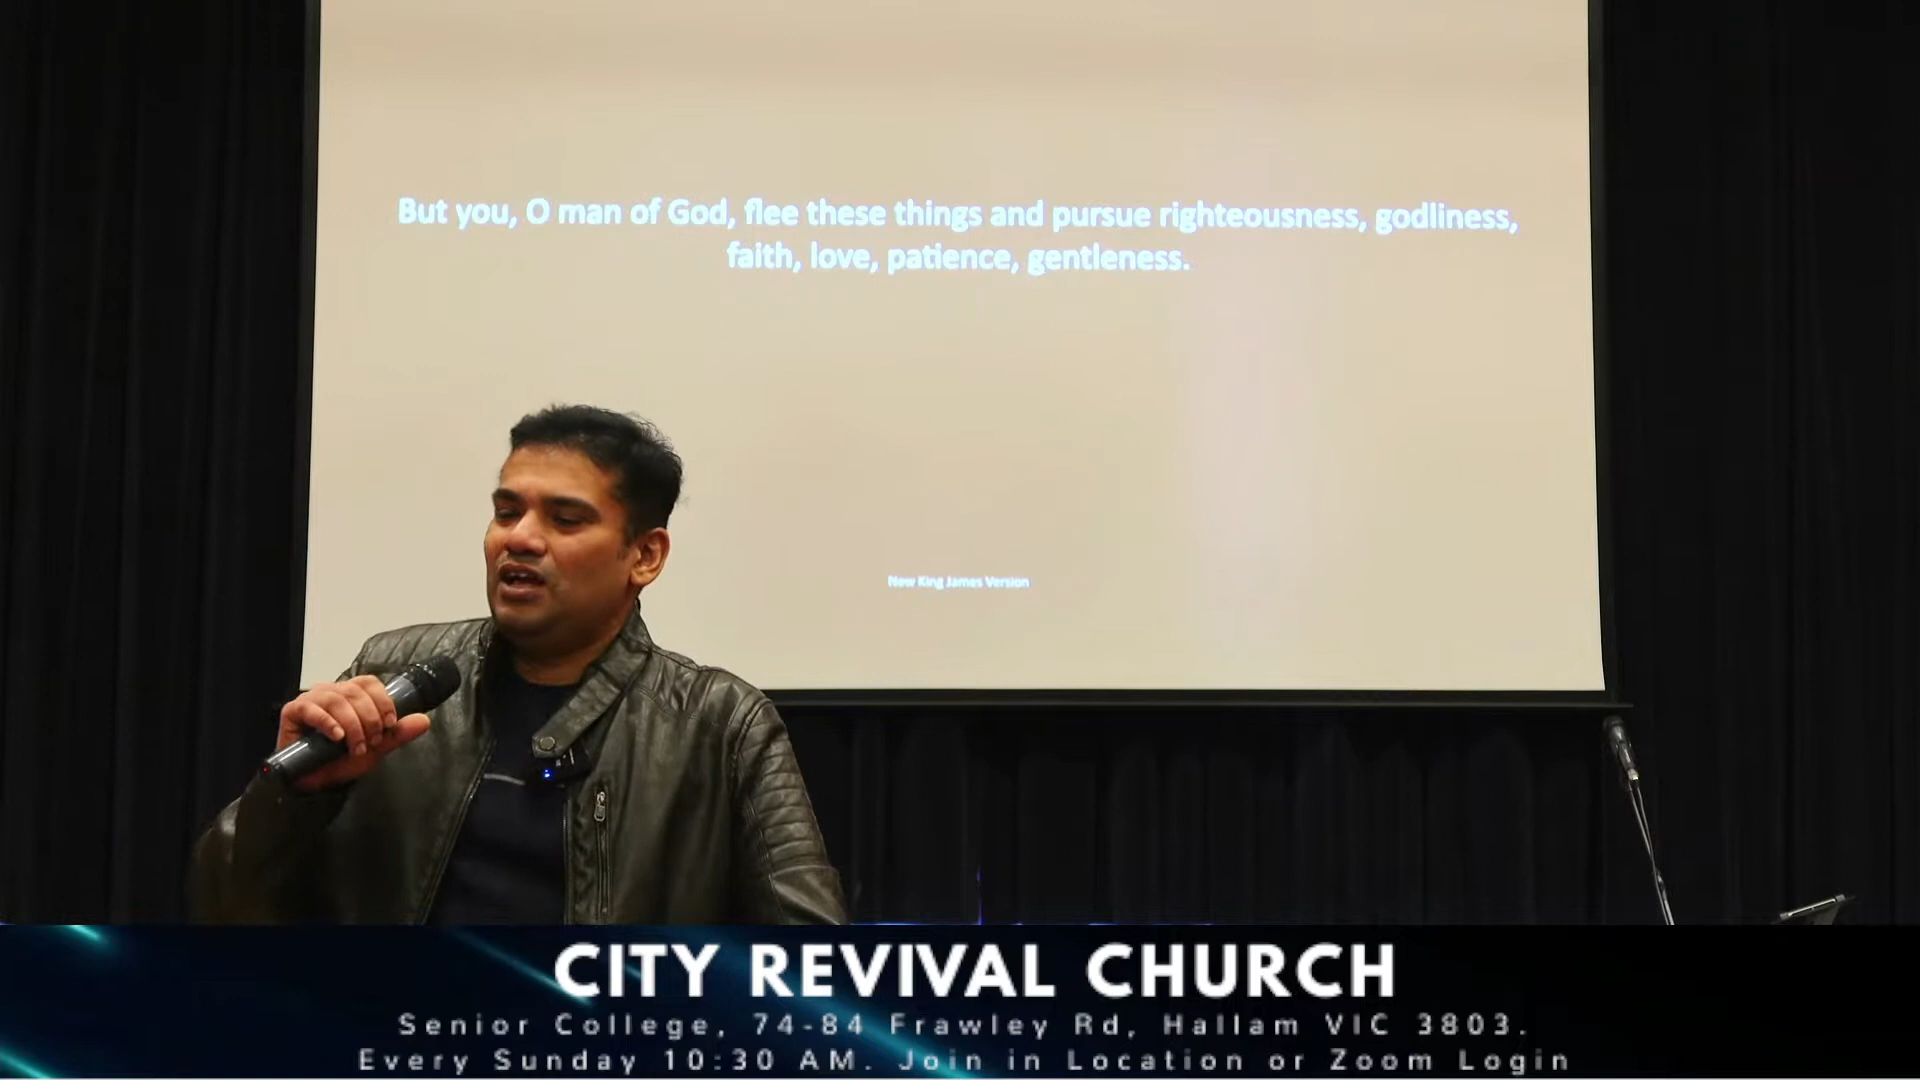 But you, O man of God, flee these things and pursue righteousness, godliness,
faith, love, patience, gentleness.
New King James Version
CITY REVIVAL CHURCH
Senior College, 74-84 Frawley Rd, Hallam VIC 3803.
Every Sunday 10:30 AM. Join in Location or Zoom Login